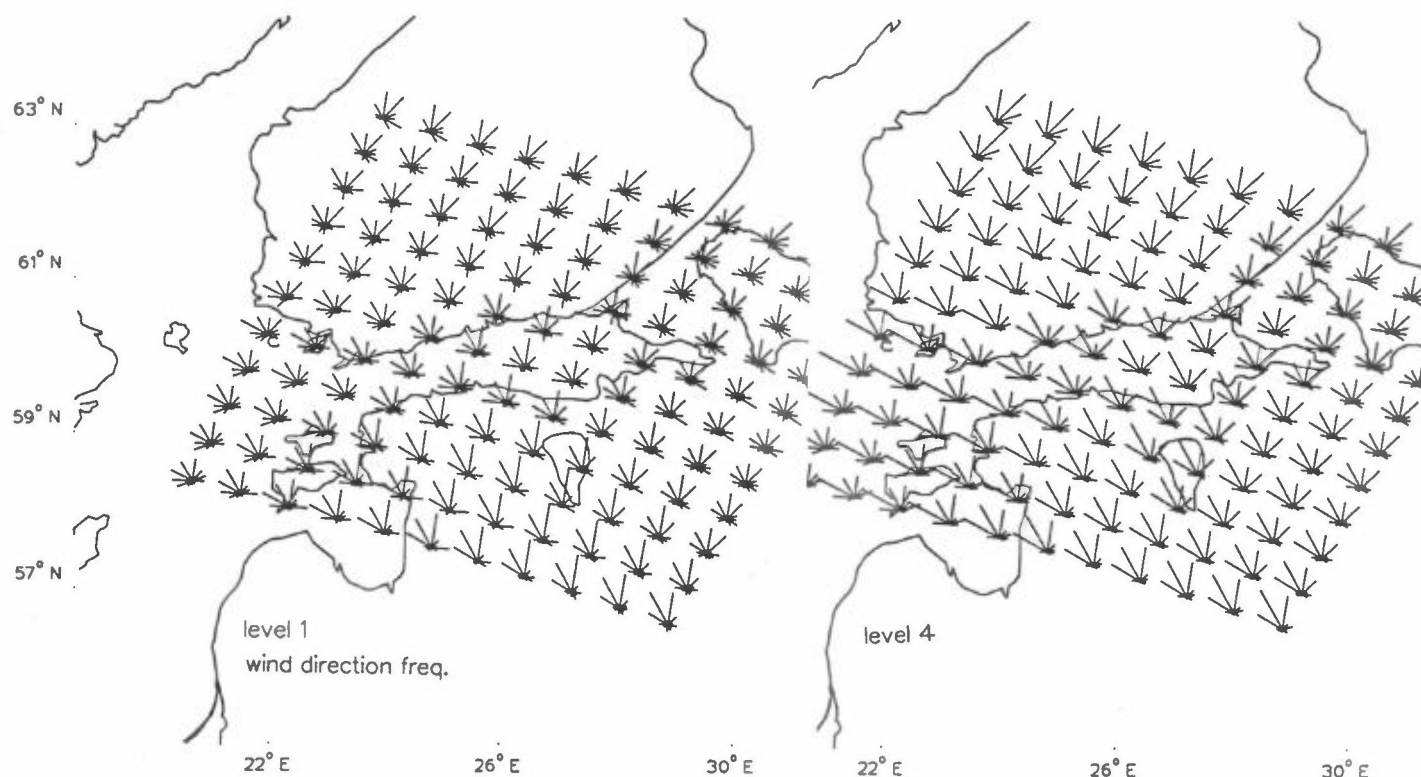 63° N
61° N
59° N
57° N
level 1
wind direction freq.
level 4
22° E
26° E
30° E
22° E
26° E
30° E